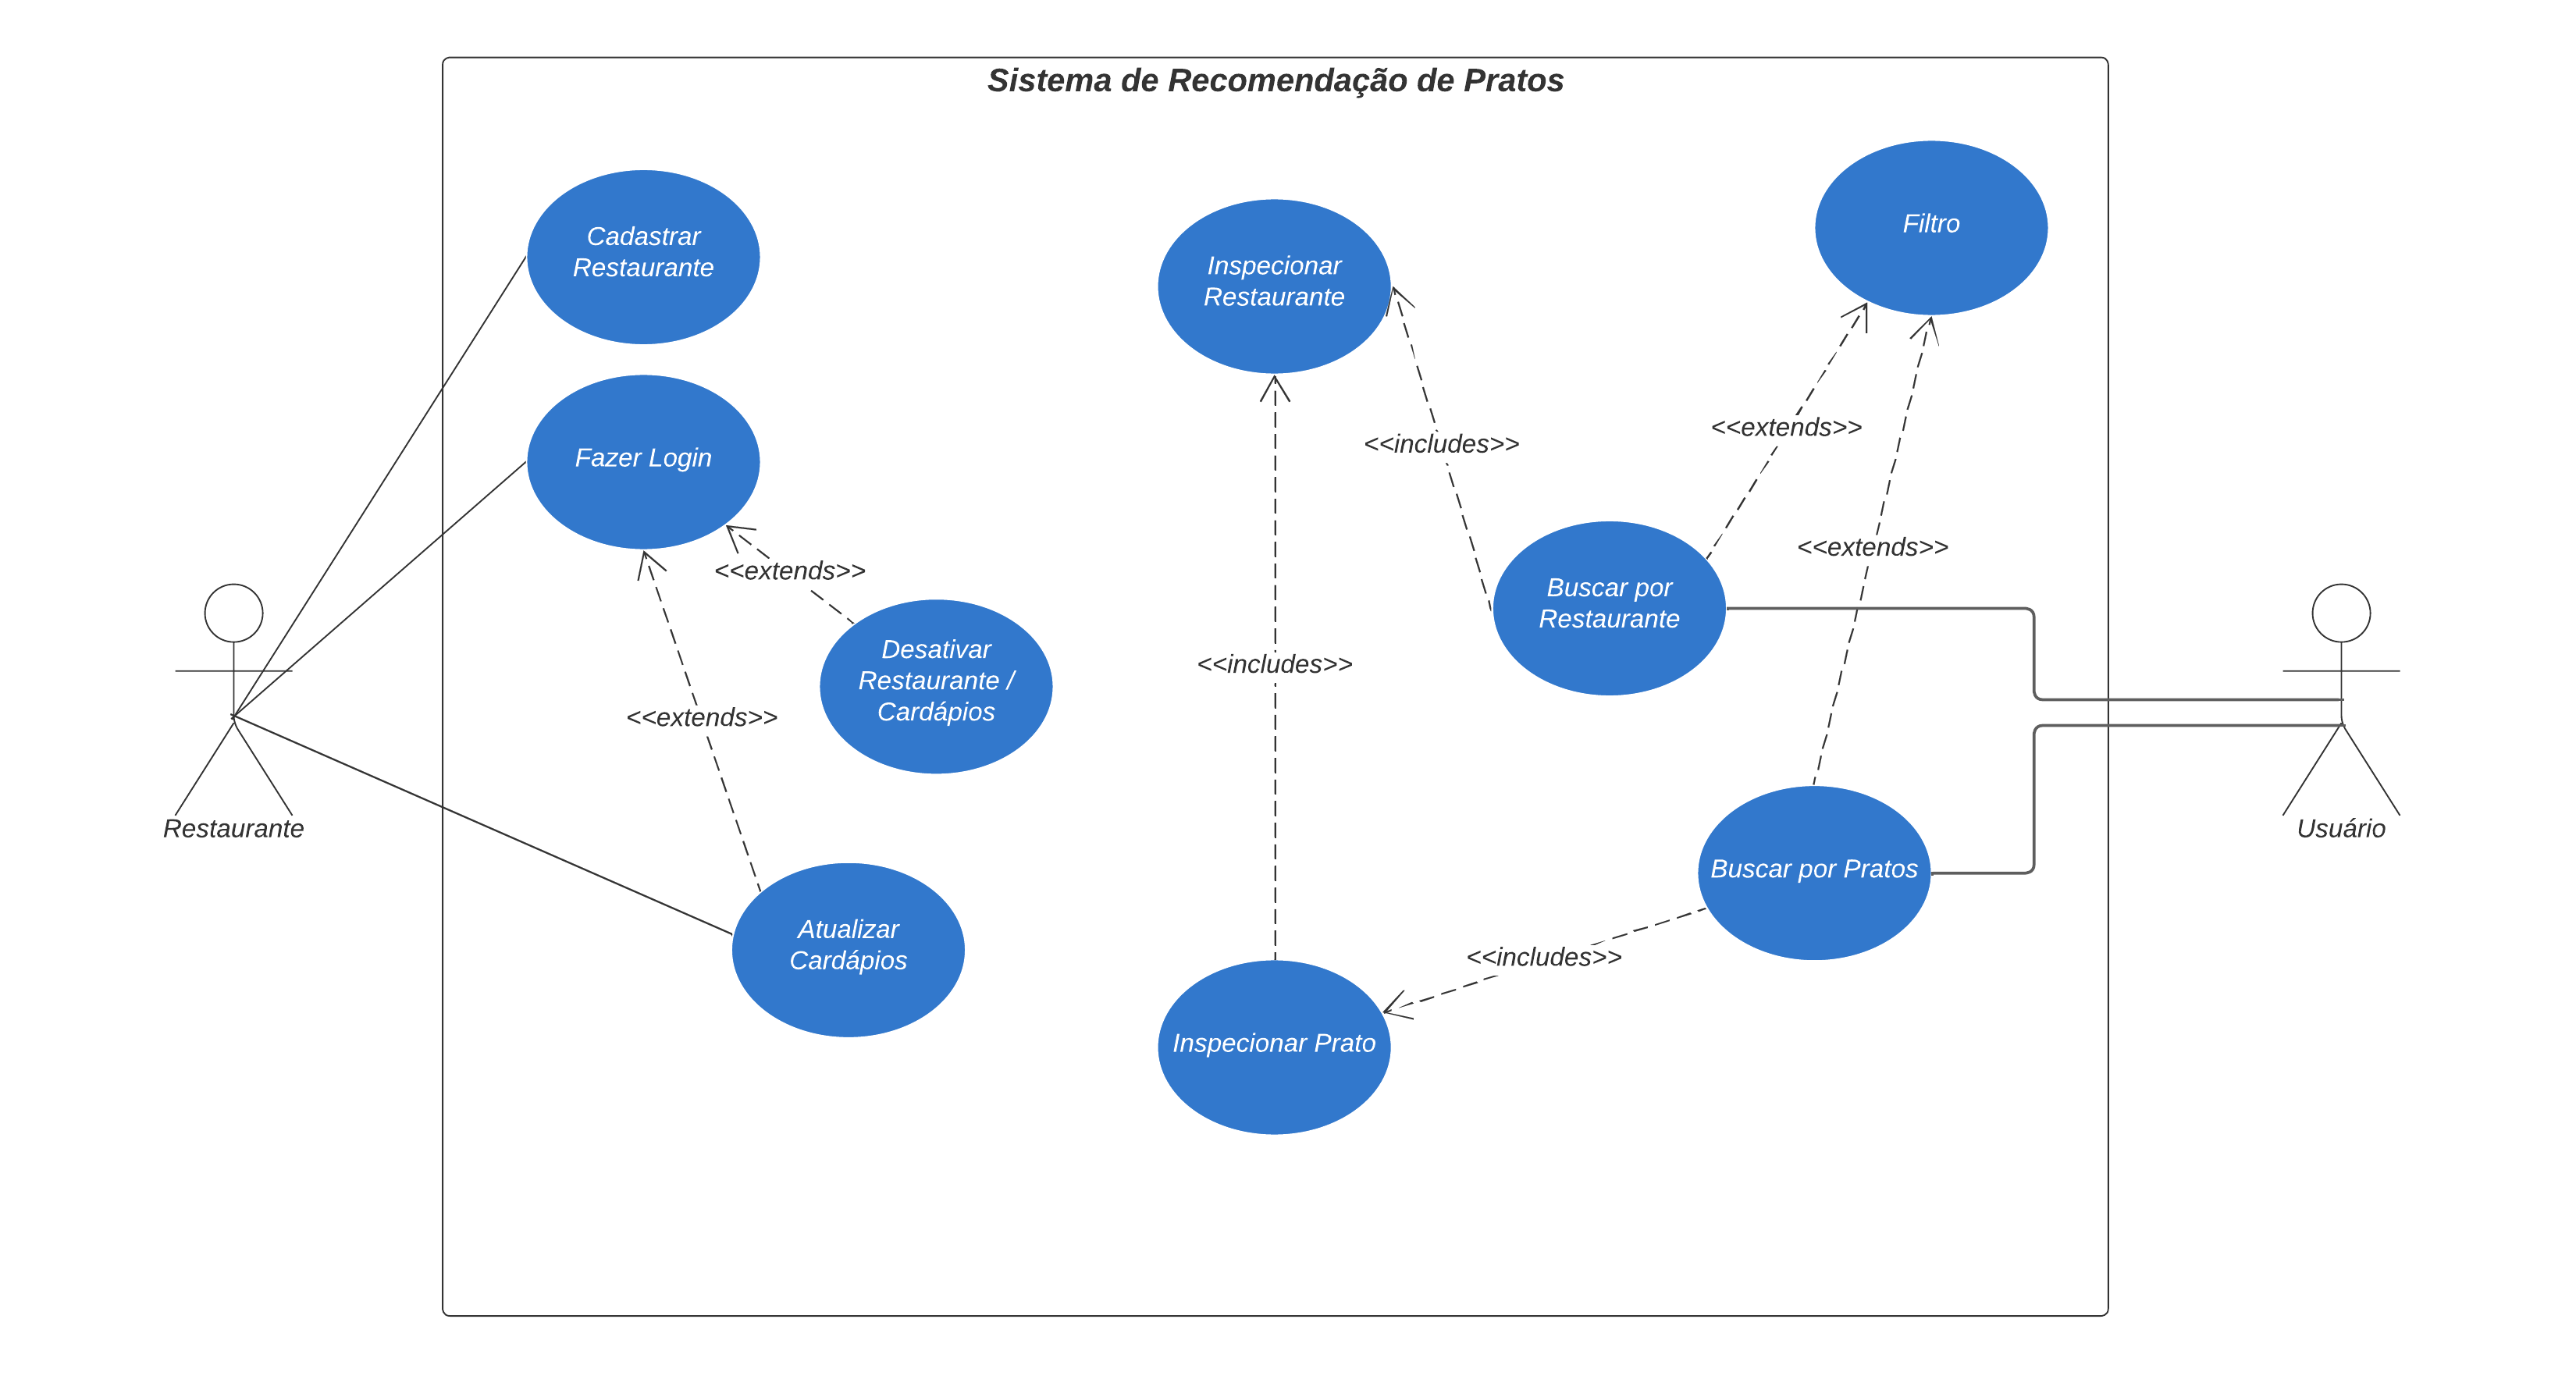 Sistema de Recomendação de Pratos
Cadastrar
Restaurante
Fazer Login
<<extends>>
Desativar
Restaurante /
Cardápios
<<extends>>
Atualizar
Cardápios
Restaurante
Inspecionar
Restaurante
<<includes>>
<<includes>>
Inspecionar Prato
<<includes>>
Filtro
<<extends>>
<<extends>>
Buscar por
Restaurante
Buscar por Pratos
Usuário